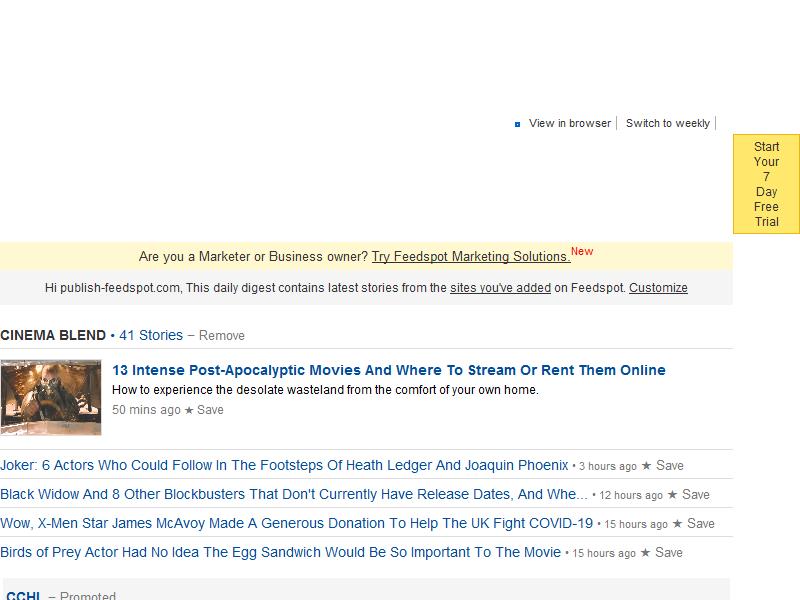 View in browser
Switch to weekly
Start
Your
7
Day
Free
Trial
Are you a Marketer or Business owner? Try Feedspot Marketing Solutions. New
Hi publish-feedspot.com, This daily digest contains latest stories from the sites you've added on Feedspot. Customize
CINEMA BLEND • 41 Stories – Remove
13 Intense Post-Apocalyptic Movies And Where To Stream Or Rent Them Online
How to experience the desolate wasteland from the comfort of your own home.
50 mins ago ★ Save
Joker: 6 Actors Who Could Follow In The Footsteps Of Heath Ledger And Joaquin Phoenix • 3 hours ago ★ Save
Black Widow And 8 Other Blockbusters That Don't Currently Have Release Dates, And Whe... • 12 hours ago ★ Save
Wow, X-Men Star James McAvoy Made A Generous Donation To Help The UK Fight COVID-19 • 15 hours ago ★ Save
Birds of Prey Actor Had No Idea The Egg Sandwich Would Be So Important To The Movie • 15 hours ago ★ Save
CCHL – Promoted